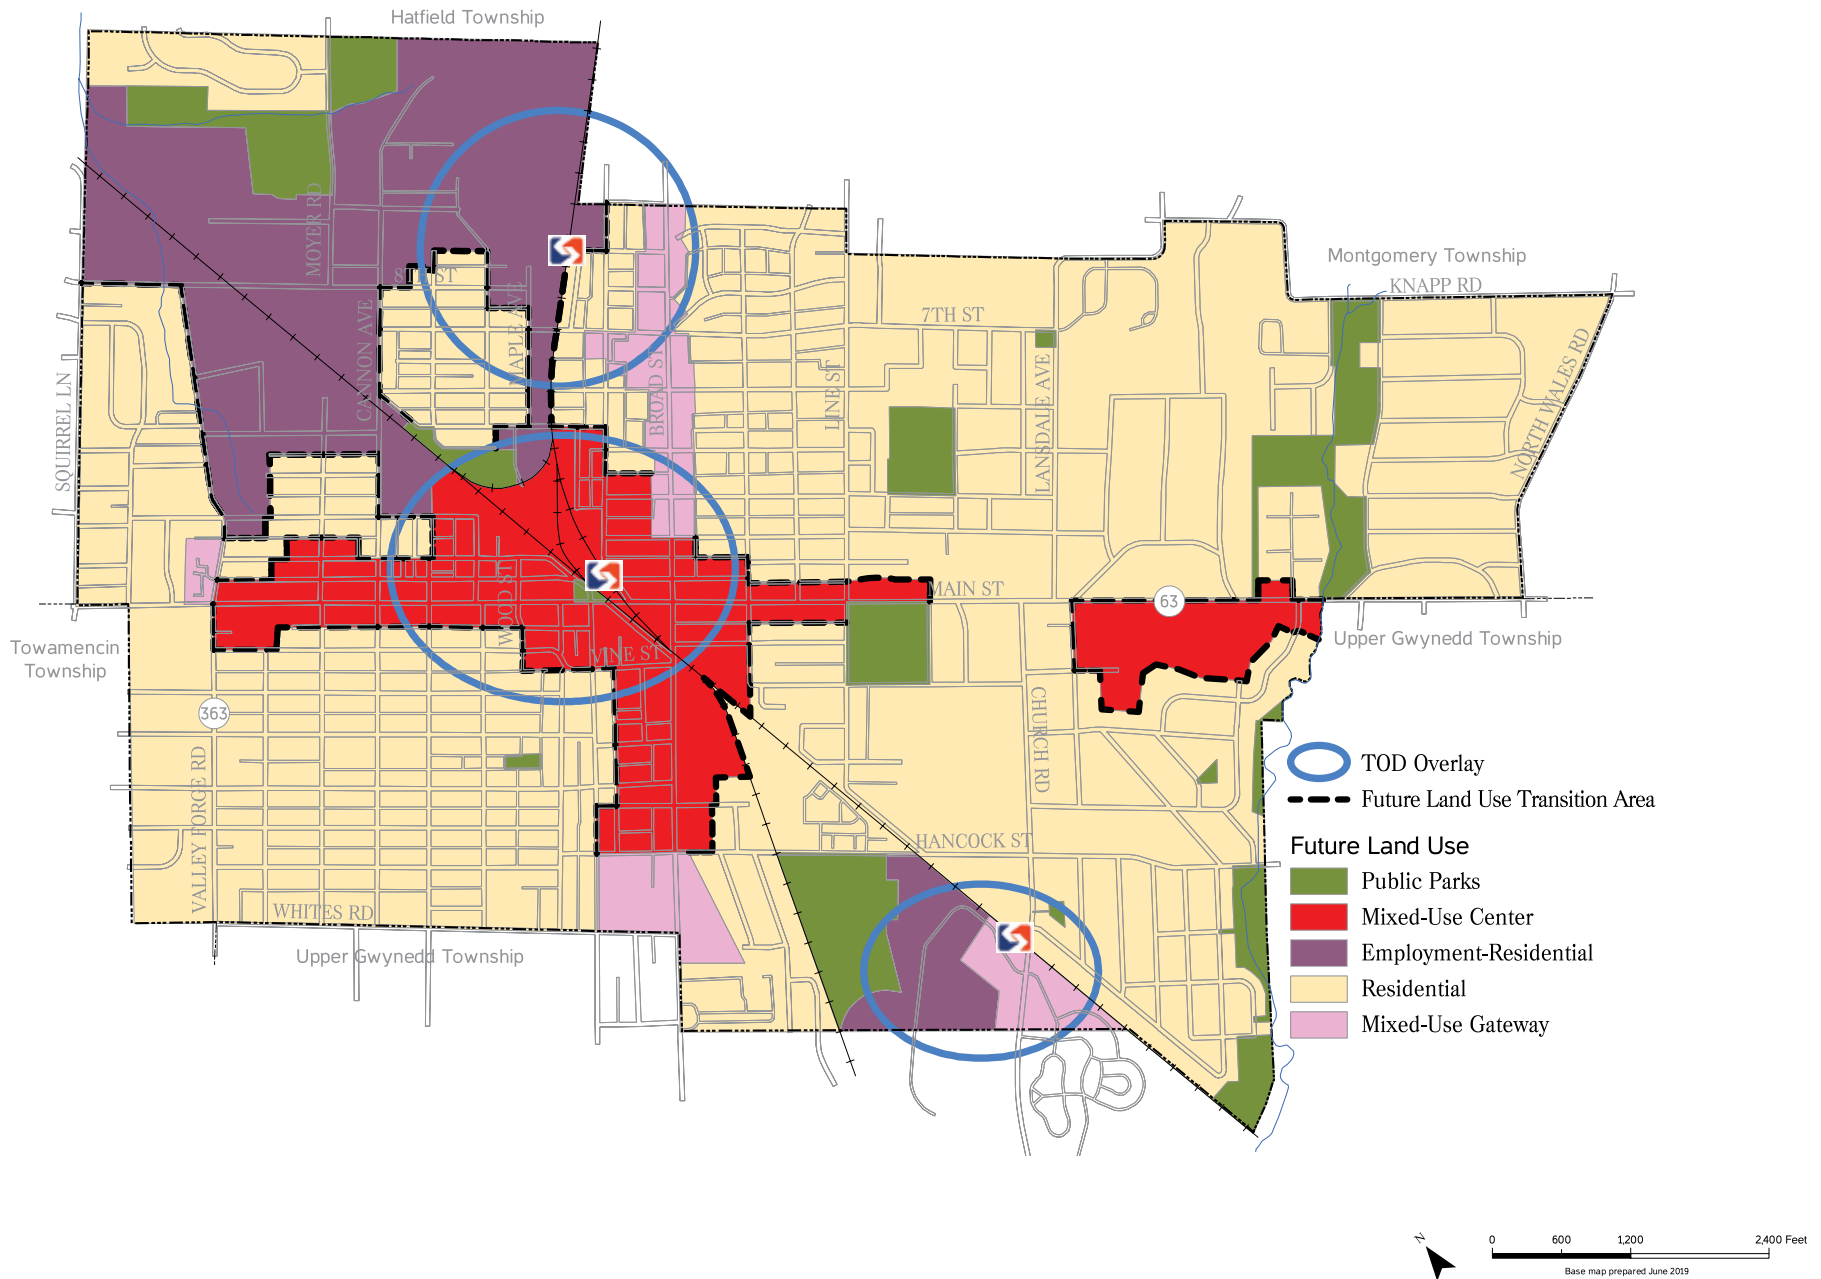 Hatfield Township
MOYER RD
8TH ST
CANNON AVE
MAPLE AVE
BROAD ST
SQUIRREL LN
7TH ST
LINE ST
LANSDALE AVE
Montgomery Township
KNAPP RD
NORTH WALES RD
WOOD ST
MAIN ST
63
Towamencin
Township
VINE ST
Upper Gwynedd Township
363
CHURCH RD
VALLEY FORGE RD
HANCOCK ST
WHITES RD
Upper Gwynedd Township
TOD Overlay
Future Land Use Transition Area
Future Land Use
Public Parks
Mixed-Use Center
Employment-Residential
Residential
Mixed-Use Gateway
N
0 600 1,200 2,400 Feet
Base map prepared June 2019